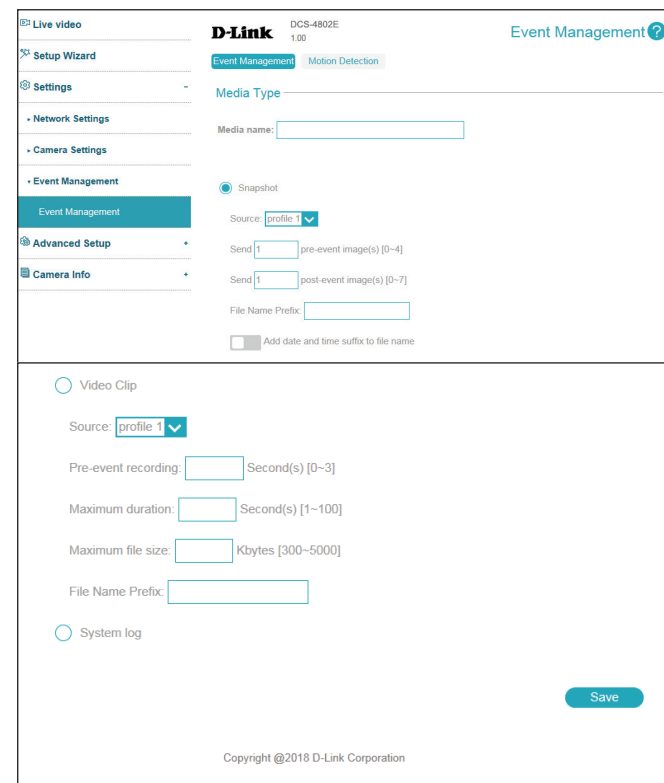 Live video
Setup Wizard
Settings -
Network Settings
Camera Settings
Event Management
Event Management
Advanced Setup +
Camera Info +
D-Link DCS-4802E
1.00
Event Management ?
Event Management Motion Detection
Media Type
Media name:
Snapshot
Source: profile 1
Send 1 pre-event image(s) [0~4]
Send 1 post-event image(s) [0~7]
File Name Prefix:
Add date and time suffix to file name
Video Clip
Source: profile 1
Pre-event recording: Second(s) [0~3]
Maximum duration: Second(s) [1~100]
Maximum file size: Kbytes [300~5000]
File Name Prefix:
System log
Save
Copyright @2018 D-Link Corporation